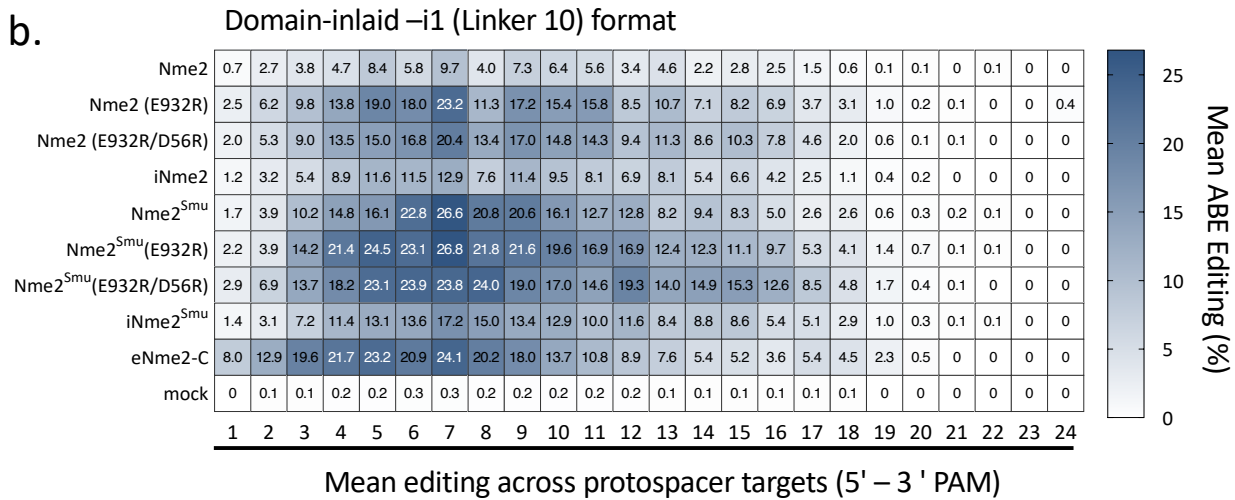 b.
Domain-inlaid –i1 (Linker 10) format
Nme2 0.7 2.7 3.8 4.7 8.4 5.8 9.7 4.0 7.3 6.4 5.6 3.4 4.6 2.2 2.8 2.5 1.5 0.6 0.1 0.1 0 0.1 0 0
Nme2 (E932R) 2.5 6.2 9.8 13.8 19.0 18.0 23.2 11.3 17.2 15.4 15.8 8.5 10.7 7.1 8.2 6.9 3.7 3.1 1.0 0.2 0.1 0 0 0.4
Nme2 (E932R/D56R) 2.0 5.3 9.0 13.5 15.0 16.8 20.4 13.4 17.0 14.8 14.3 9.4 11.3 8.6 10.3 7.8 4.6 2.0 0.6 0.1 0 0 0 0
iNme2 1.2 3.2 5.4 8.9 11.6 11.5 12.9 7.6 11.4 9.5 8.1 6.9 8.1 5.4 6.6 4.2 2.5 1.1 0.4 0.2 0 0 0 0
Nme2Smu 1.7 3.9 10.2 14.8 16.1 22.8 26.6 20.8 20.6 16.1 12.7 12.8 8.2 9.4 8.3 5.0 2.6 2.6 0.6 0.3 0.2 0.1 0 0
Nme2Smu(E932R) 2.2 3.9 14.2 21.4 24.5 23.1 26.8 21.8 21.6 19.6 16.9 16.9 12.4 12.3 11.1 9.7 5.3 4.1 1.4 0.7 0.1 0.1 0 0
Nme2Smu(E932R/D56R) 2.9 6.9 13.7 18.2 23.1 23.9 23.8 24.0 19.0 17.0 14.6 19.3 14.0 14.9 15.3 12.6 8.5 4.8 1.7 0.4 0 0.1 0 0
iNme2Smu 1.4 3.1 7.2 11.4 13.1 13.6 17.2 15.0 13.4 12.9 10.0 11.6 8.4 8.8 8.6 5.4 5.1 2.9 1.0 0.3 0.1 0.1 0 0
eNme2-C 8.0 12.9 19.6 21.7 23.2 20.9 24.1 20.2 18.0 13.7 10.8 8.9 7.6 5.4 5.2 3.6 5.4 4.5 2.3 0.5 0 0 0 0
mock 0 0.1 0.1 0.2 0.2 0.3 0.3 0.2 0.2 0.1 0.1 0.2 0.1 0.1 0.1 0.1 0.1 0.1 0 0 0 0 0 0
1 2 3 4 5 6 7 8 9 10 11 12 13 14 15 16 17 18 19 20 21 22 23 24
Mean editing across protospacer targets (5' – 3 ' PAM)
25
20
15
10
5
0
Mean ABE Editing (%)